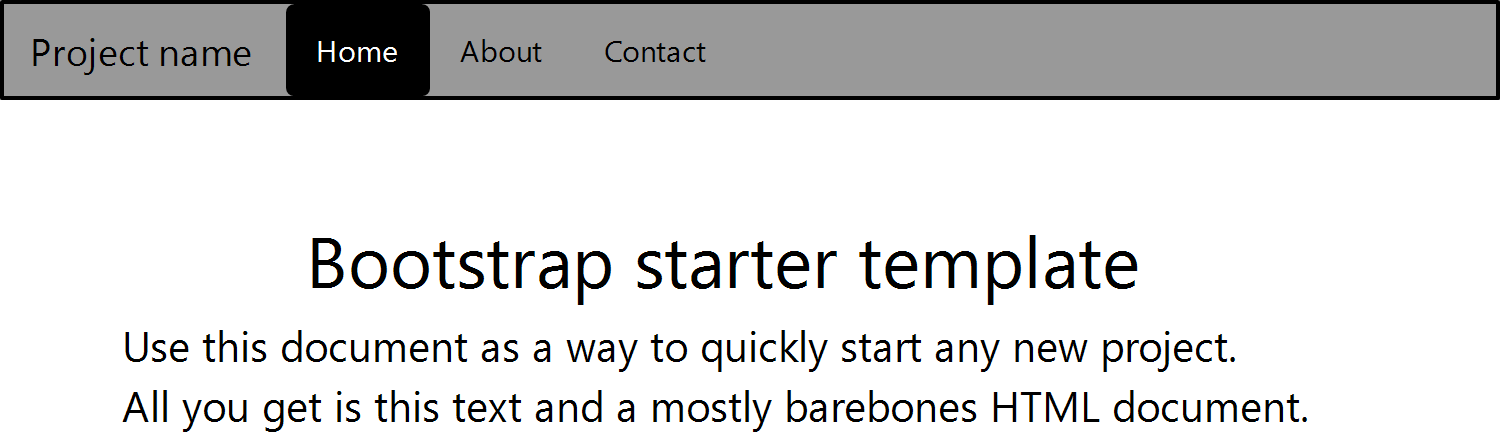 Project name Home About Contact
Bootstrap starter template
Use this document as a way to quickly start any new project.
All you get is this text and a mostly barebones HTML document.